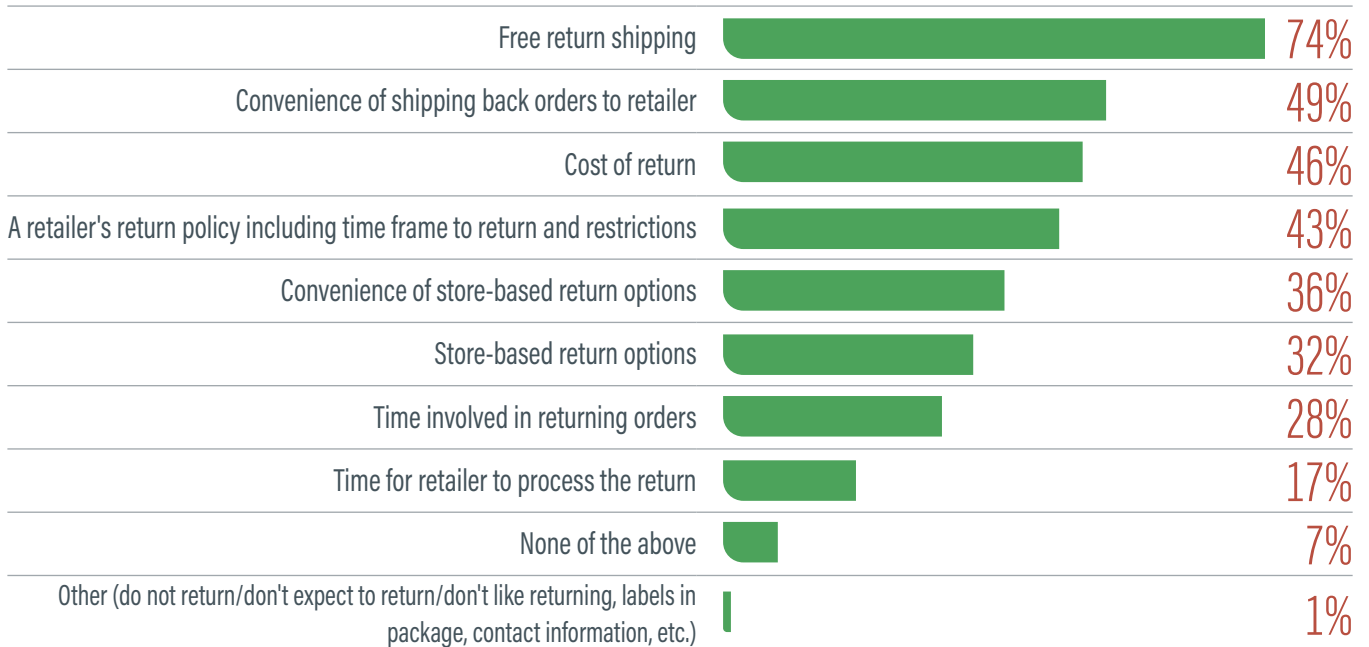 Free return shipping 74%
Convenience of shipping back orders to retailer 49%
Cost of return 46%
A retailer's return policy including time frame to return and restrictions 43%
Convenience of store-based return options 36%
Store-based return options 32%
Time involved in returning orders 28%
Time for retailer to process the return 17%
None of the above 7%
Other (do not return/don't expect to return/don't like returning, labels in
package, contact information, etc.) 1%